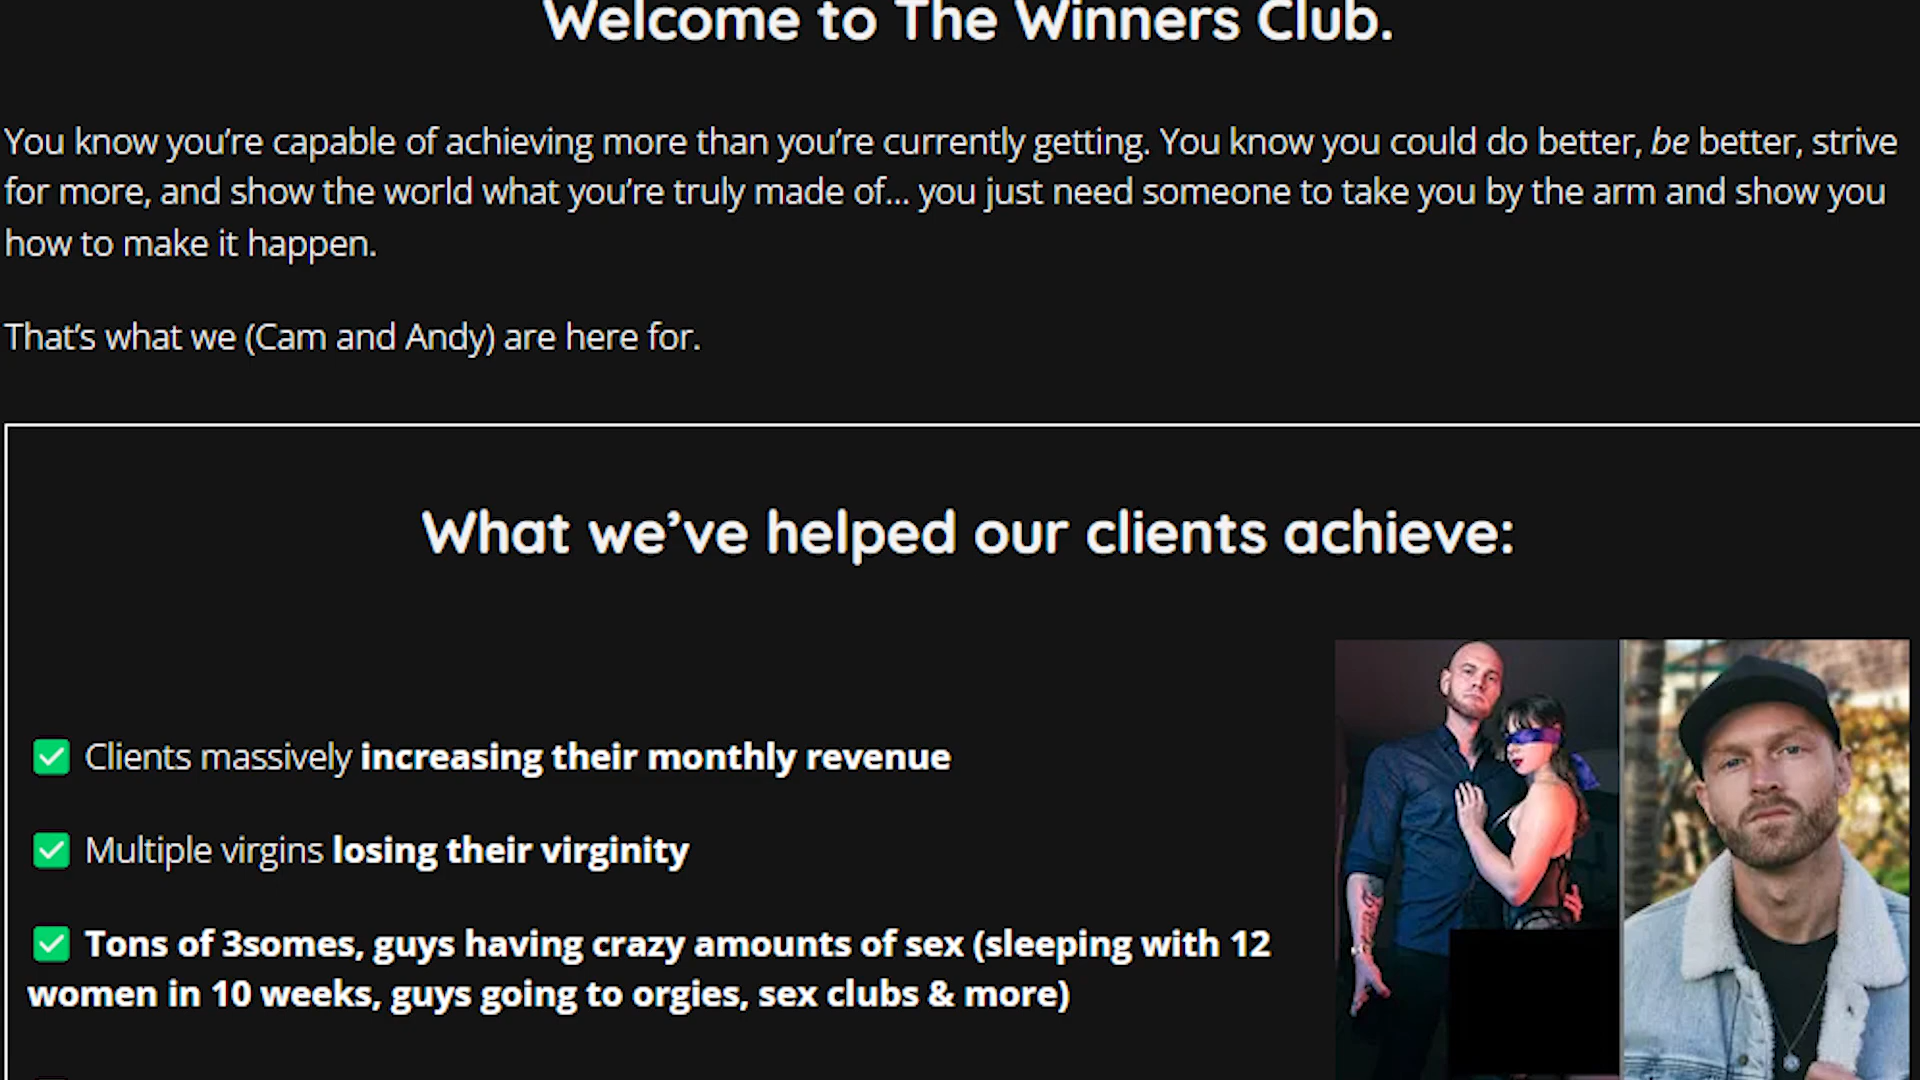 Welcome to The Winners Club.
You know you’re capable of achieving more than you’re currently getting. You know you could do better, be better, strive
for more, and show the world what you’re truly made of... you just need someone to take you by the arm and show you
how to make it happen.
That’s what we (Cam and Andy) are here for.
What we’ve helped our clients achieve:
✅ Clients massively increasing their monthly revenue
✅ Multiple virgins losing their virginity
✅ Tons of 3somes, guys having crazy amounts of sex (sleeping with 12
women in 10 weeks, guys going to orgies, sex clubs & more)